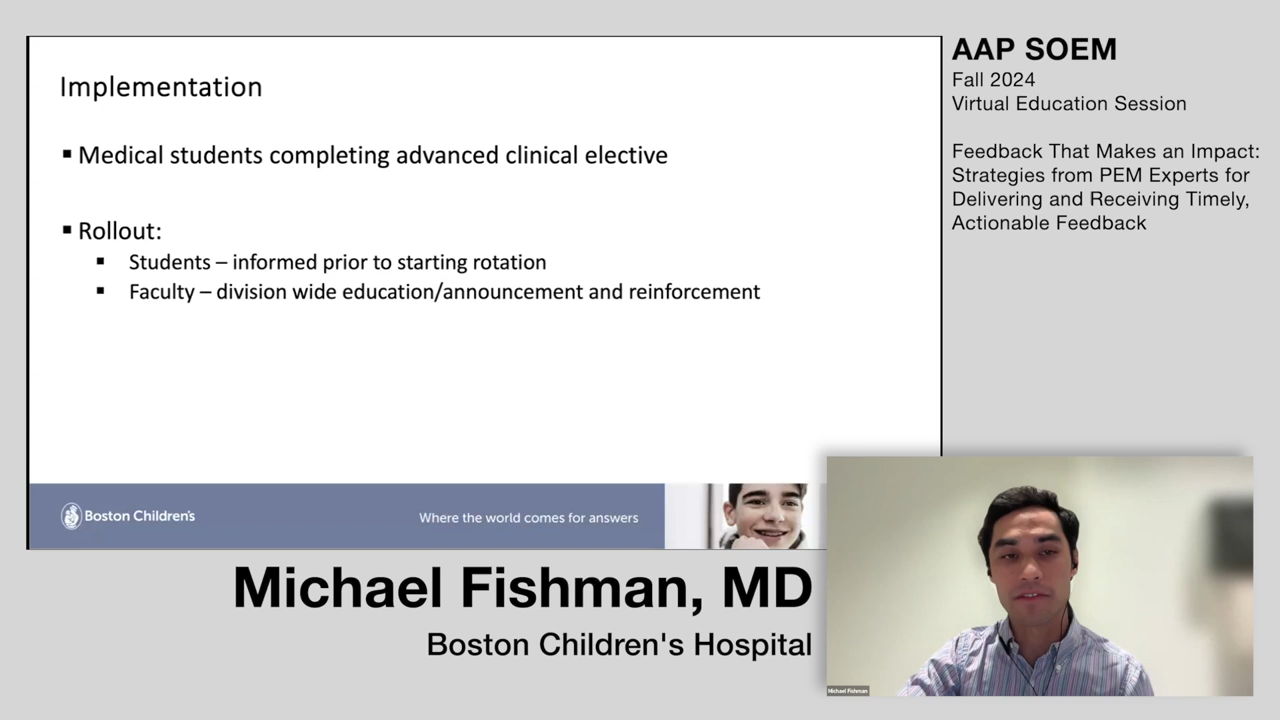 Implementation
▪ Medical students completing advanced clinical elective
▪ Rollout:
▪ Students – informed prior to starting rotation
▪ Faculty – division wide education/announcement and reinforcement
Boston Children's
Where the world comes for answers
AAP SOEM
Fall 2024
Virtual Education Session
Feedback That Makes an Impact:
Strategies from PEM Experts for
Delivering and Receiving Timely,
Actionable Feedback
Michael Fishman, MD
Boston Children's Hospital
Michael Fishman